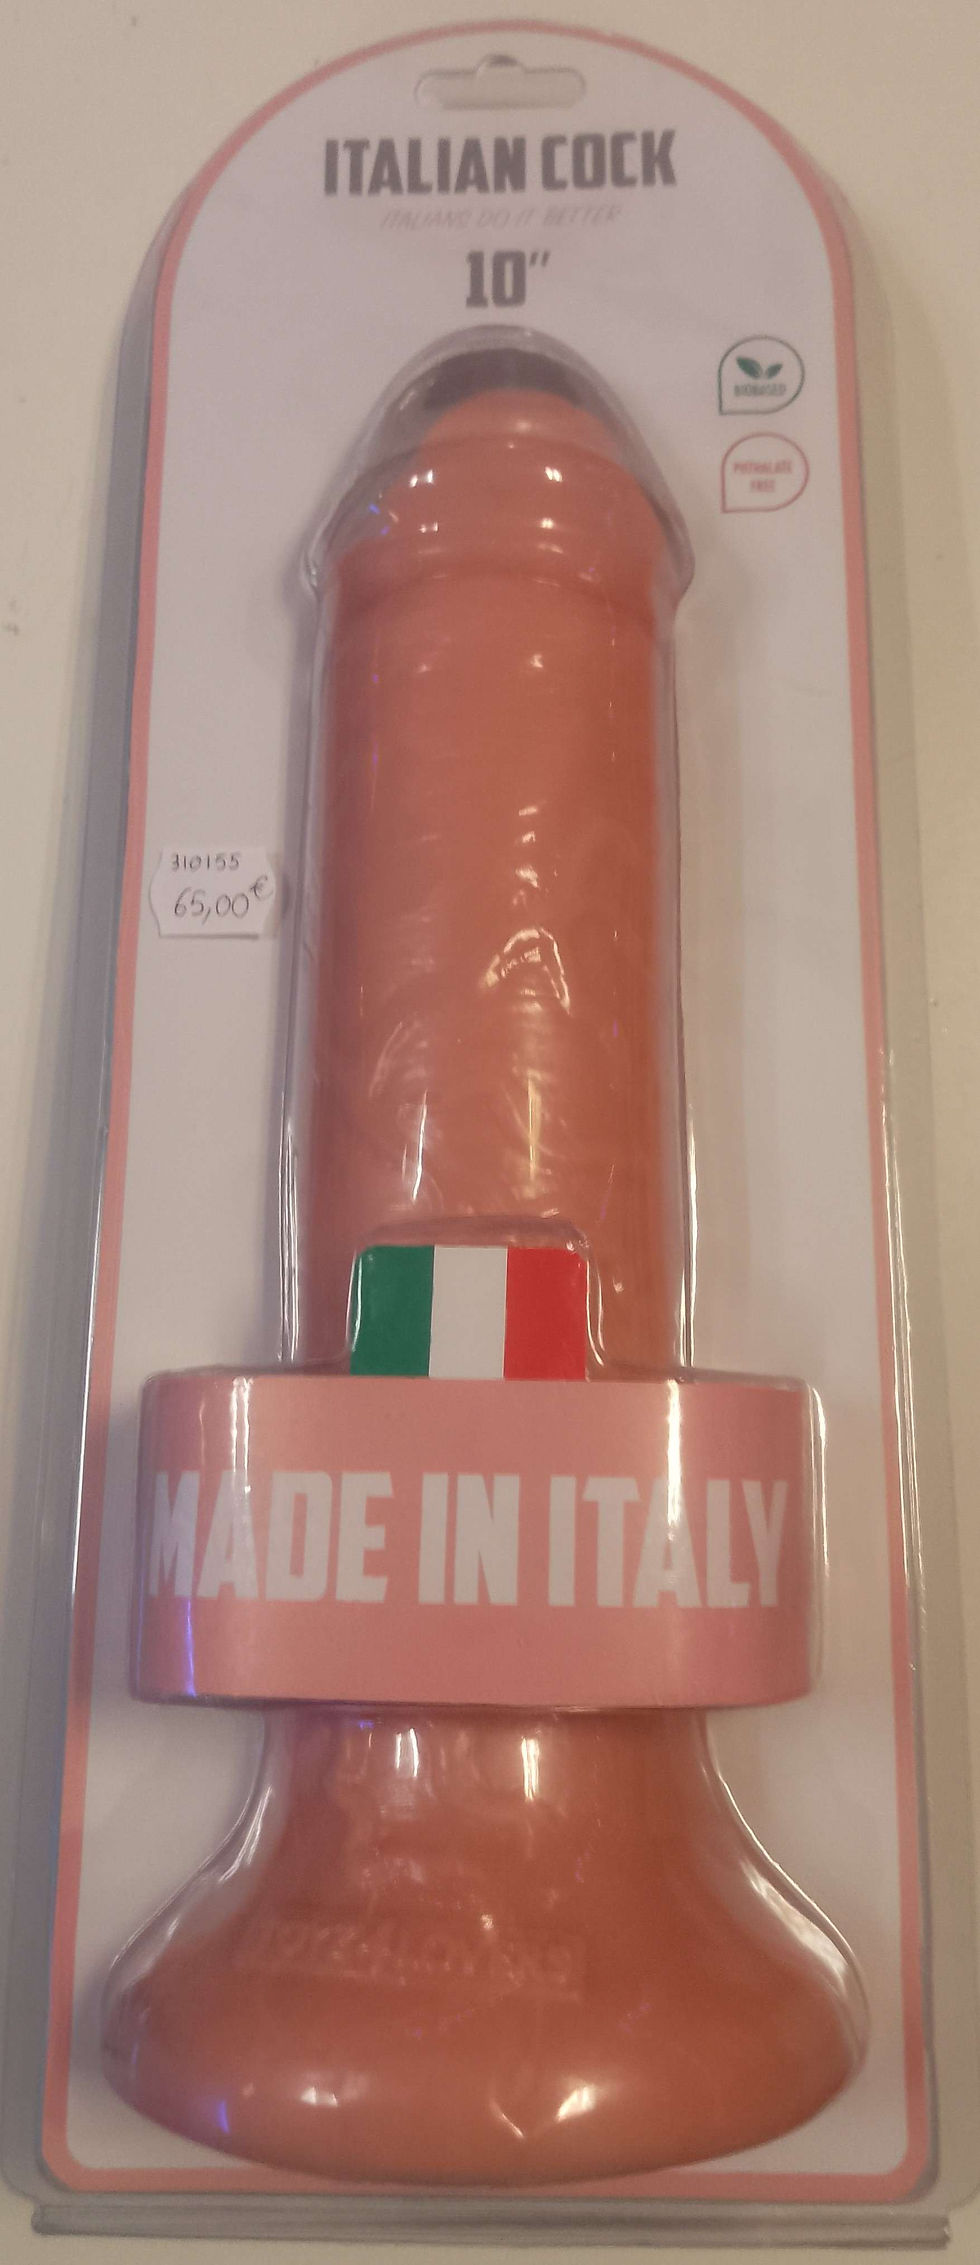 ITALIAN COCK
ITALIANS DO IT BETTER
10"
BIOBASED
PHTHALATE
FREE
310155
65,00€
MADE IN ITALY